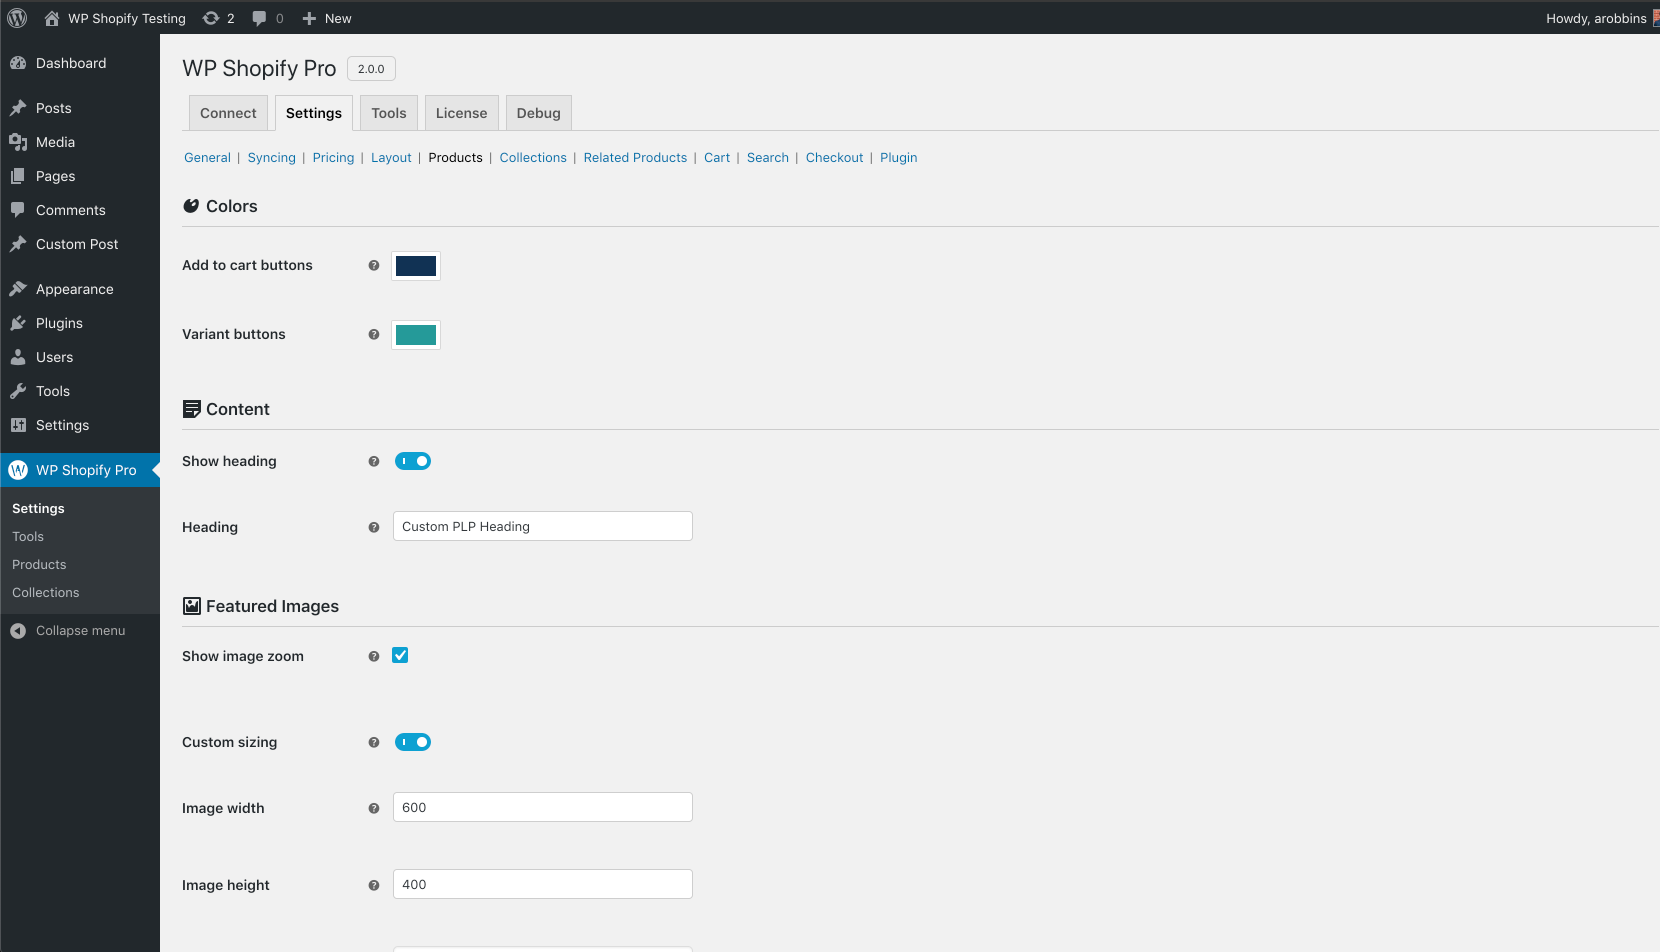 WP Shopify Testing 2 0 New Howdy, arobbins
Dashboard
Posts
Media
Pages
Comments
Custom Post
Appearance
Plugins
Users
Tools
Settings
WP Shopify Pro
Settings
Tools
Products
Collections
Collapse menu
WP Shopify Pro 2.0.0
Connect Settings Tools License Debug
General | Syncing | Pricing | Layout | Products | Collections | Related Products | Cart | Search | Checkout | Plugin
Colors
Add to cart buttons
Variant buttons
Content
Show heading
Heading Custom PLP Heading
Featured Images
Show image zoom
Custom sizing
Image width 600
Image height 400